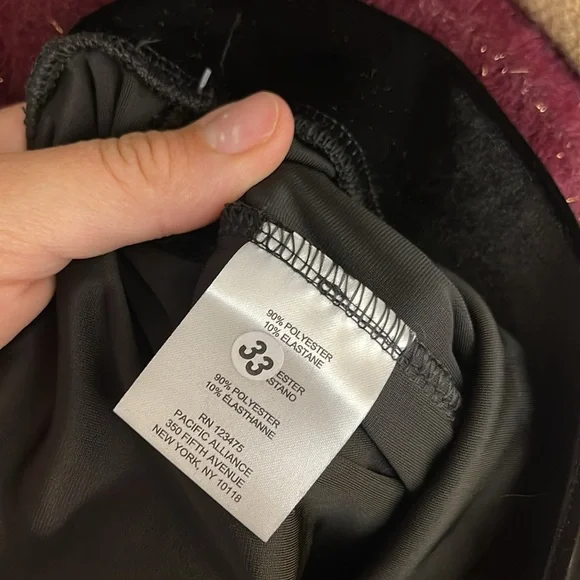 90% POLYESTER
10% ELASTANE
33
ESTER
STANO
90% POLYESTER
10% ÉLASTHANNE
RN 123475
PACIFIC ALLIANCE
350 FIFTH AVENUE
NEW YORK, NY 10118